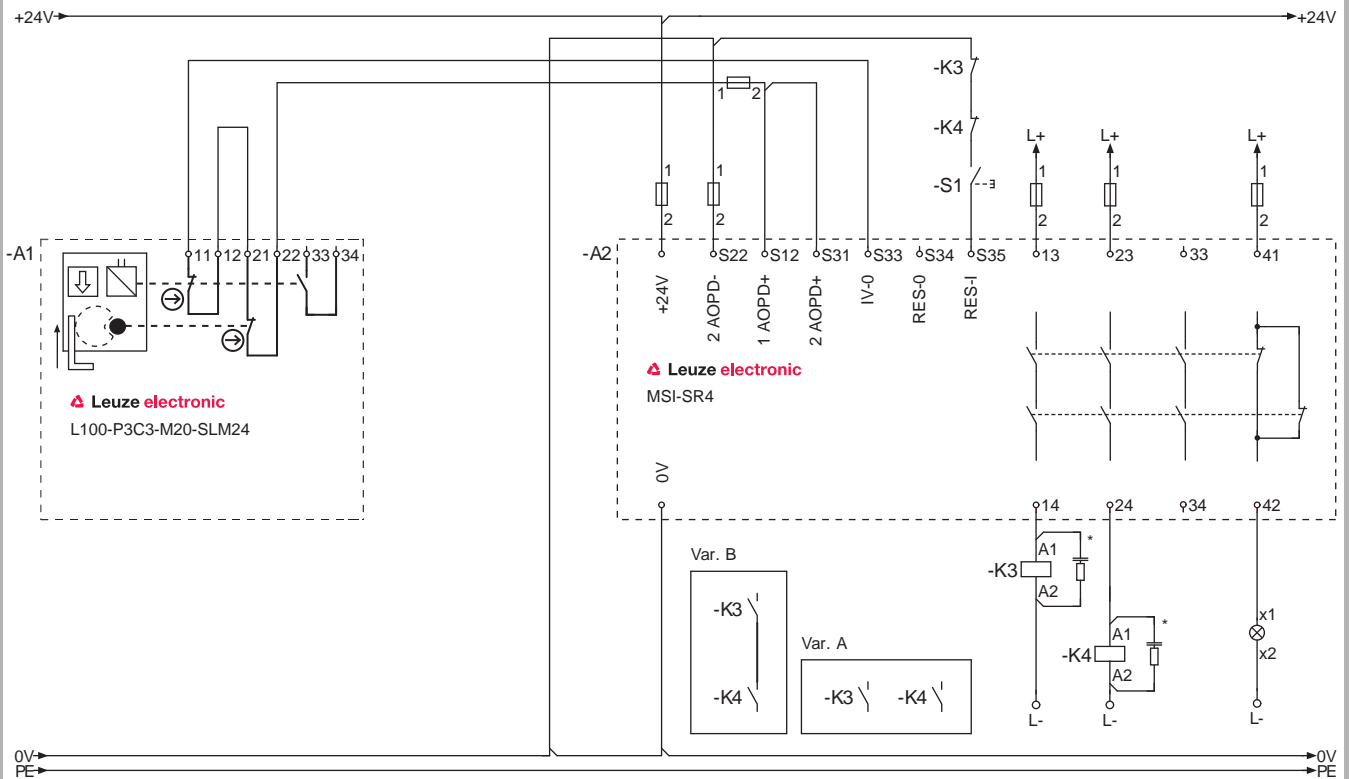 +24V +24V
-K3
1 2
-K4 L+ L+ L+
1 1 -S1 1 1 1
2 2 2 2 2
-A1 11 12 21 22 33 34 -A2 S22 S12 S31 S33 S34 S35 13 23 33 41
+24V
2 AOPD-
1 AOPD+
2 AOPD+
IV-0
RES-0
RES-I
Leuze electronic
MSI-SR4
Leuze electronic
L100-P3C3-M20-SLM24
0V
14 24 34 42
Var. B
-K3
-K4
Var. A
-K3 -K4
-K3 A1 *
A2
-K4 A1 *
A2
x1
x2
L- L- L-
0V 0V
PE PE